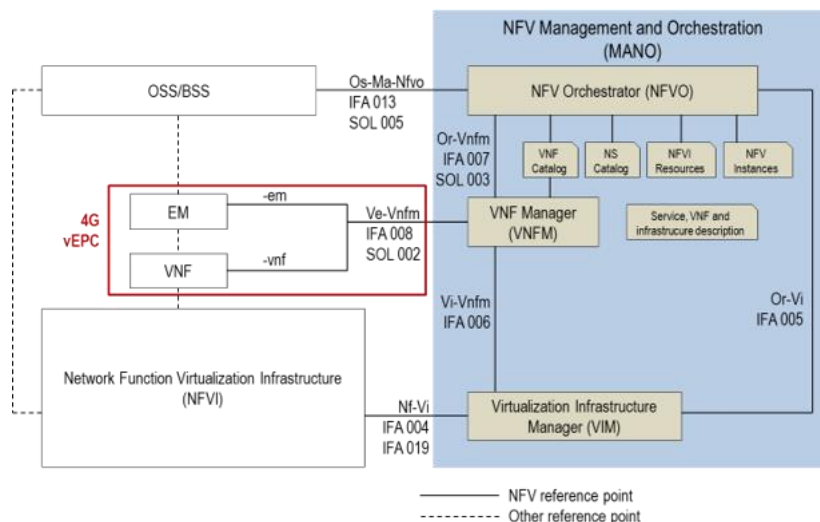 NFV Management and Orchestration
(MANO)
OSS/BSS
Os-Ma-Nfvo
IFA 013
SOL 005
NFV Orchestrator (NFVO)
Or-Vnfm
IFA 007
SOL 003
VNF
Catalog
NS
Catalog
NFVI
Resources
NFV
Instances
4G
vEPC
EM
-em
VNF
-vnf
Ve-Vnfm
IFA 008
SOL 002
VNF Manager
(VNFM)
Service, VNF and
infrastrucure description
Vi-Vnfm
IFA 006
Or-Vi
IFA 005
Network Function Virtualization Infrastructure
(NFVI)
Nf-Vi
IFA 004
IFA 019
Virtualization Infrastructure
Manager (VIM)
NFV reference point
Other reference point